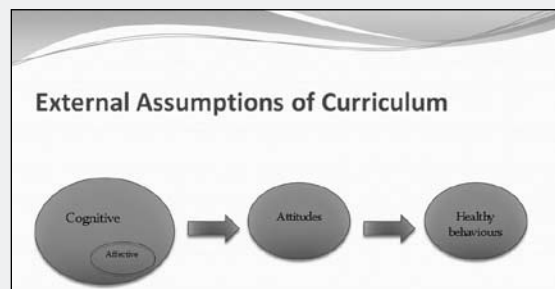 External Assumptions of Curriculum
Cognitive
Affective
Attitudes
Healthy
behaviours